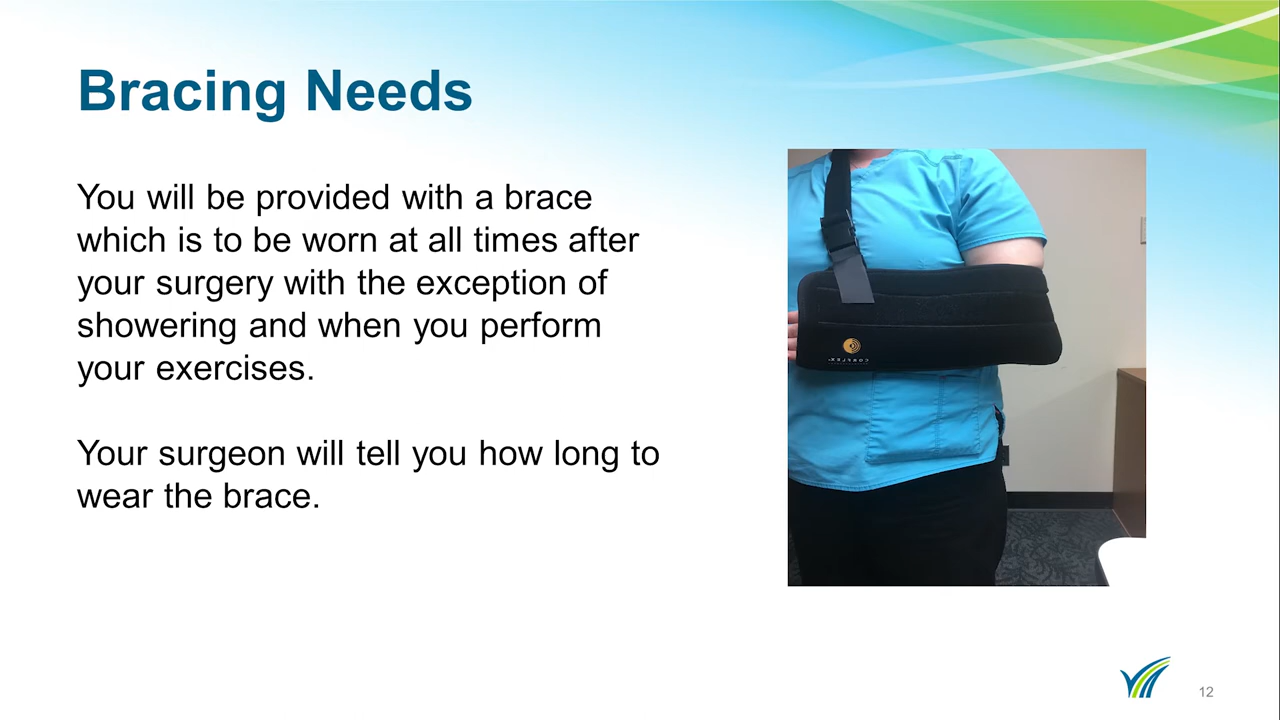 Bracing Needs
You will be provided with a brace
which is to be worn at all times after
your surgery with the exception of
showering and when you perform
your exercises.
Your surgeon will tell you how long to
wear the brace.
12